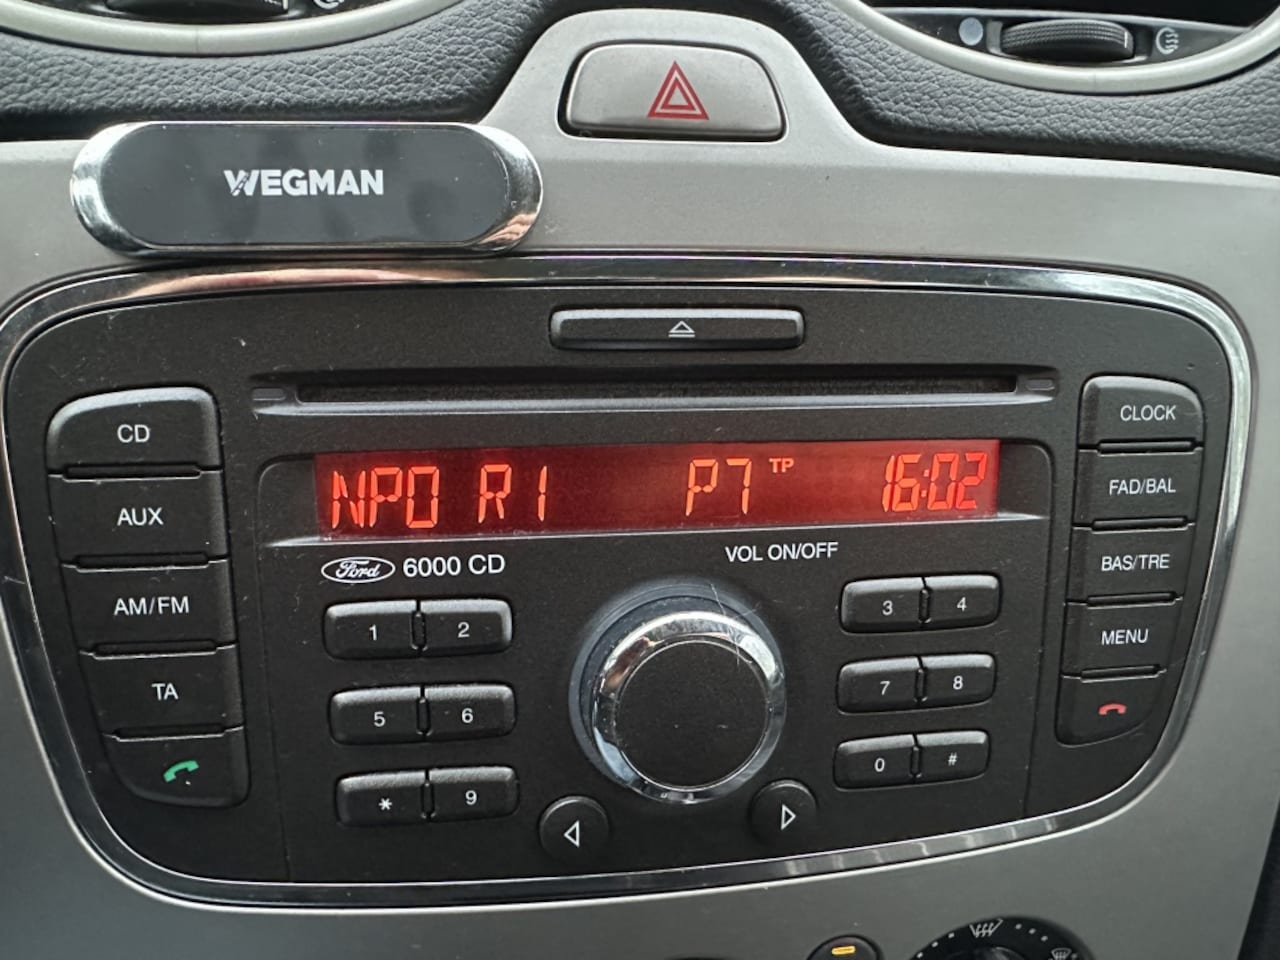 WEGMAN
CD
AUX
AM/FM
TA
NPO R1 P7 TP 16:02
Ford 6000 CD
VOL ON/OFF
1 2
3 4
5 6
7 8
* 9
0 #
CLOCK
FAD/BAL
BAS/TRE
MENU